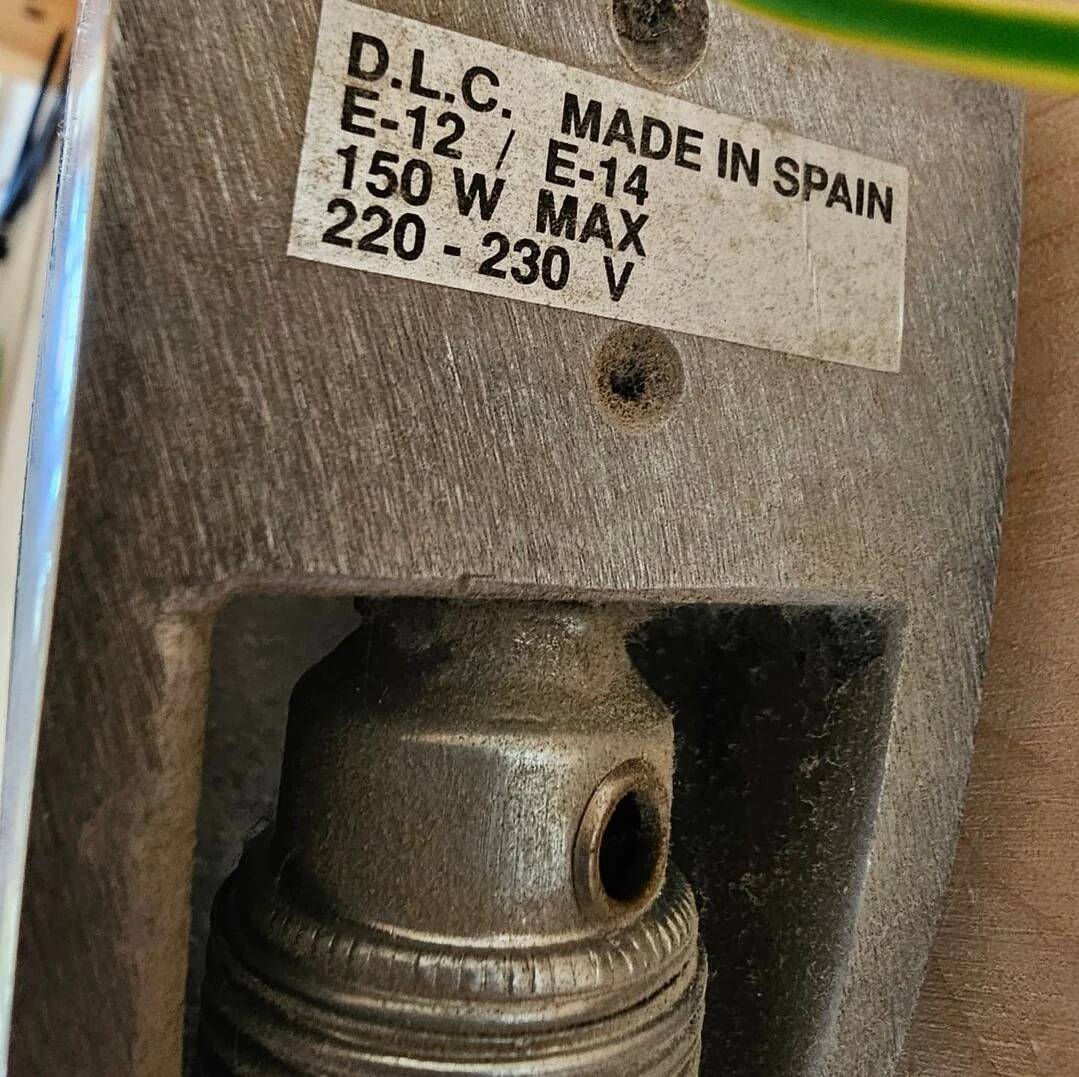 D.L.C. MADE IN SPAIN
E-12 / E-14
150 W MAX
220 - 230 V